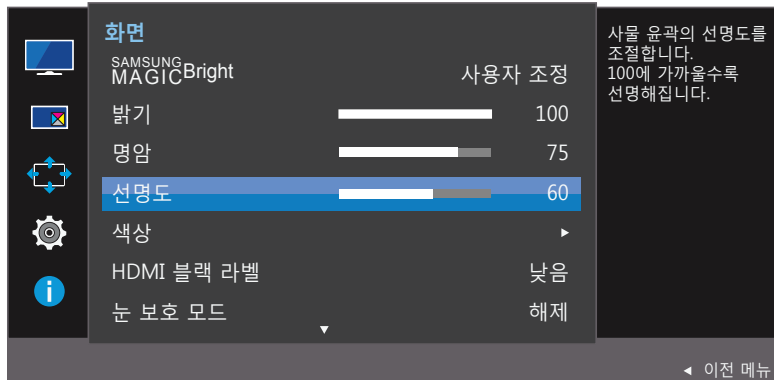 화면
SAMSUNG
MAGICBright 사용자 조정
밝기 100
명암 75
선명도 60
색상
HDMI 블랙 라벨 낮음
눈 보호 모드 해제
사물 윤곽의 선명도를
조절합니다.
100에 가까울수록
선명해집니다.
이전 메뉴